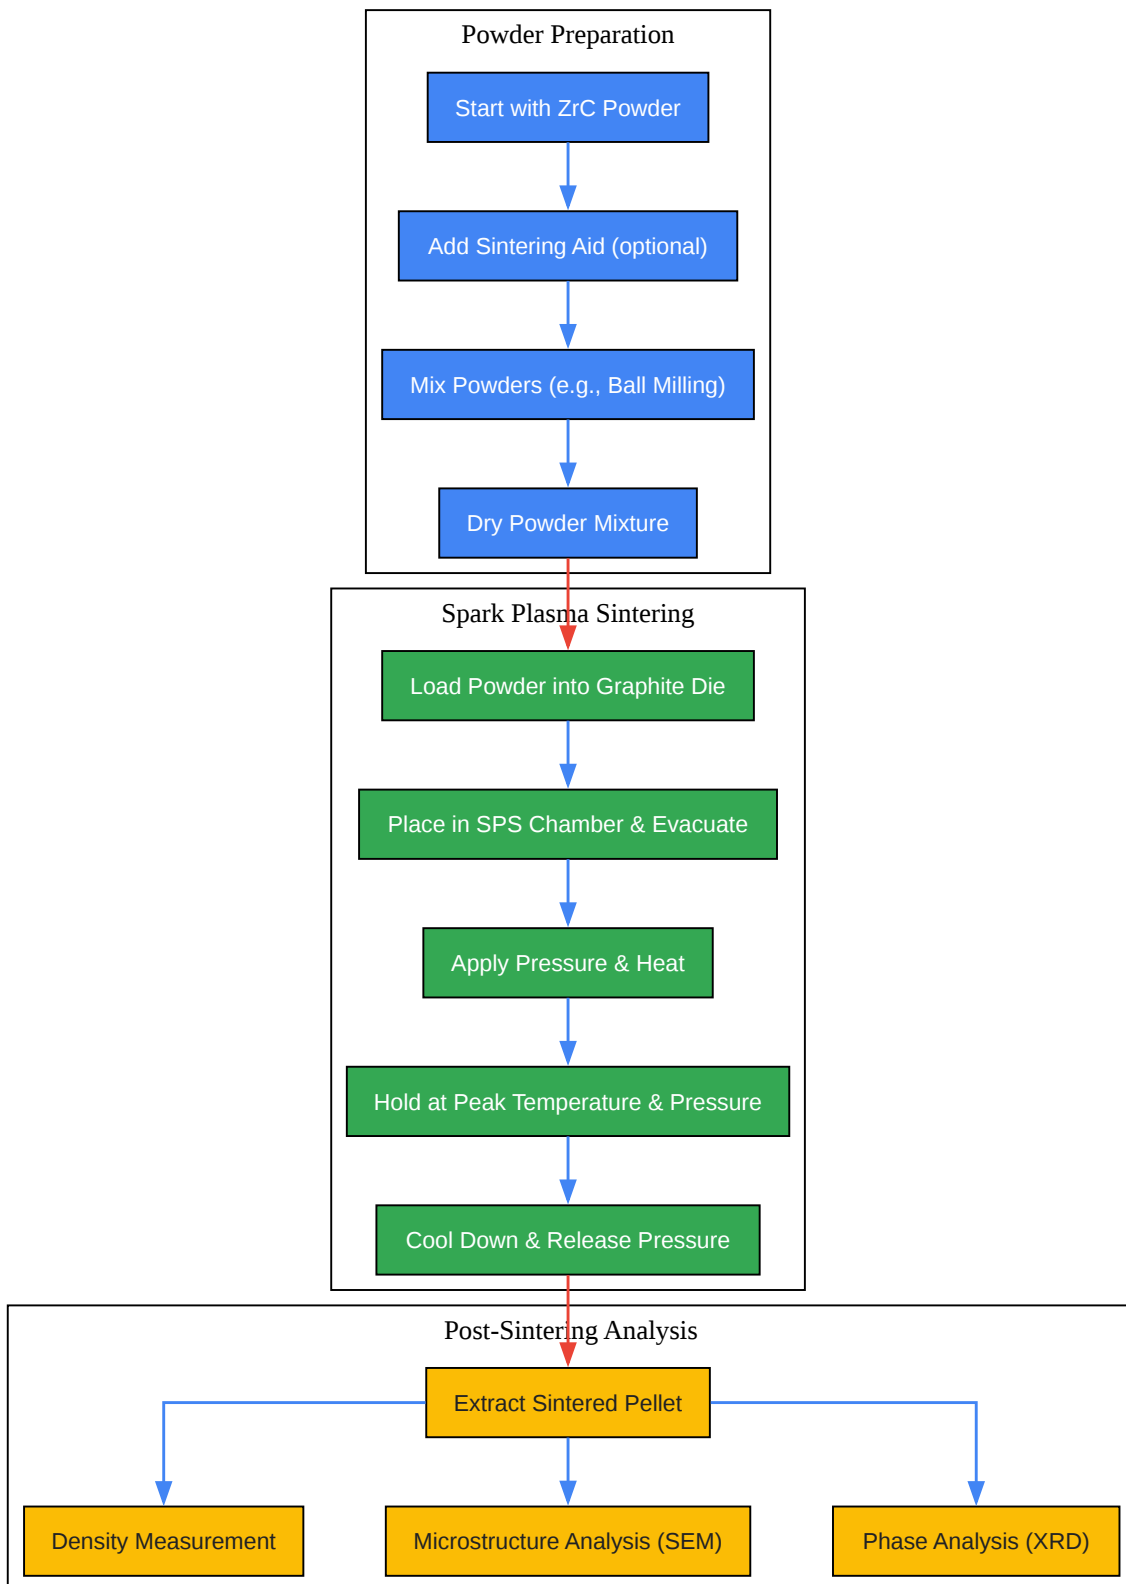 Powder Preparation
Start with ZrC Powder
Add Sintering Aid (optional)
Mix Powders (e.g., Ball Milling)
Dry Powder Mixture
Spark Plasma Sintering
Load Powder into Graphite Die
Place in SPS Chamber & Evacuate
Apply Pressure & Heat
Hold at Peak Temperature & Pressure
Cool Down & Release Pressure
Post-Sintering Analysis
Extract Sintered Pellet
Density Measurement
Microstructure Analysis (SEM)
Phase Analysis (XRD)